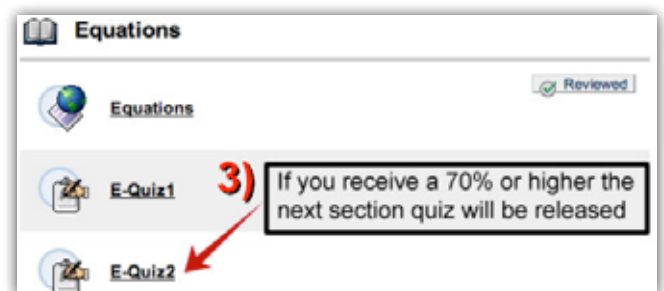 Equations
Reviewed
Equations
E-Quiz1
3) If you receive a 70% or higher the
next section quiz will be released
E-Quiz2